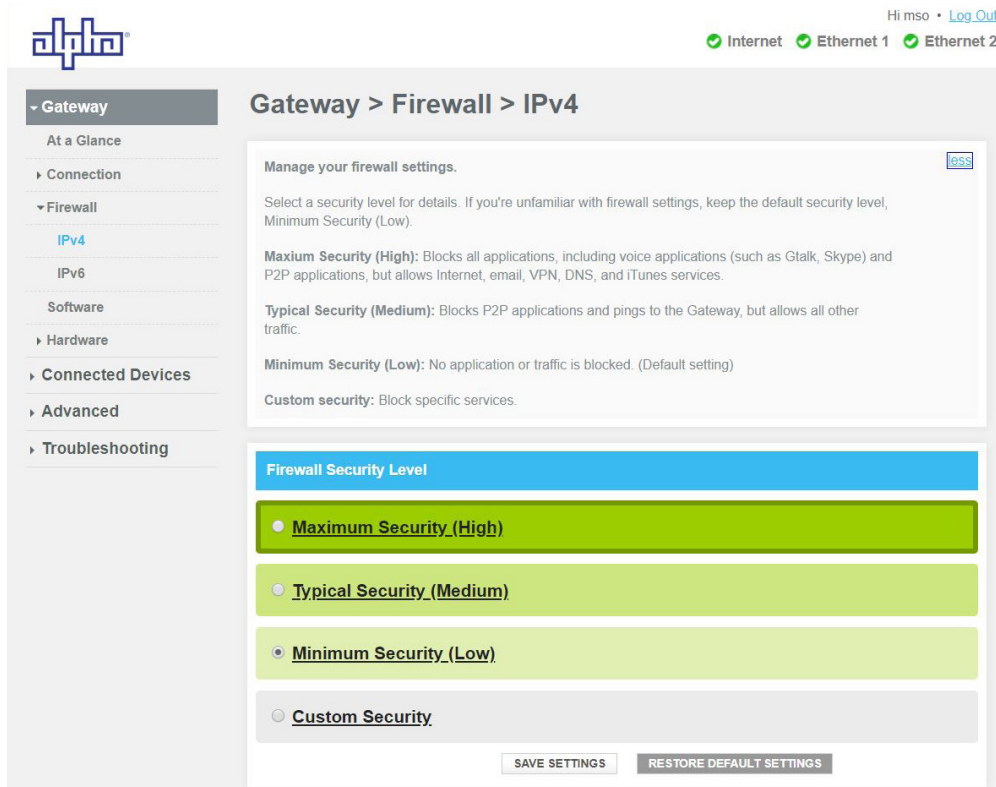 Hi mso • Log Out
alpha
Internet Ethernet 1 Ethernet 2
Gateway
At a Glance
Connection
Firewall
IPv4
IPv6
Software
Hardware
Connected Devices
Advanced
Troubleshooting
Gateway > Firewall > IPv4
Manage your firewall settings.
less
Select a security level for details. If you're unfamiliar with firewall settings, keep the default security level,
Minimum Security (Low).
Maxium Security (High): Blocks all applications, including voice applications (such as Gtalk, Skype) and
P2P applications, but allows Internet, email, VPN, DNS, and iTunes services.
Typical Security (Medium): Blocks P2P applications and pings to the Gateway, but allows all other
traffic.
Minimum Security (Low): No application or traffic is blocked. (Default setting)
Custom security: Block specific services.
Firewall Security Level
Maximum Security (High)
Typical Security (Medium)
Minimum Security (Low)
Custom Security
SAVE SETTINGS RESTORE DEFAULT SETTINGS